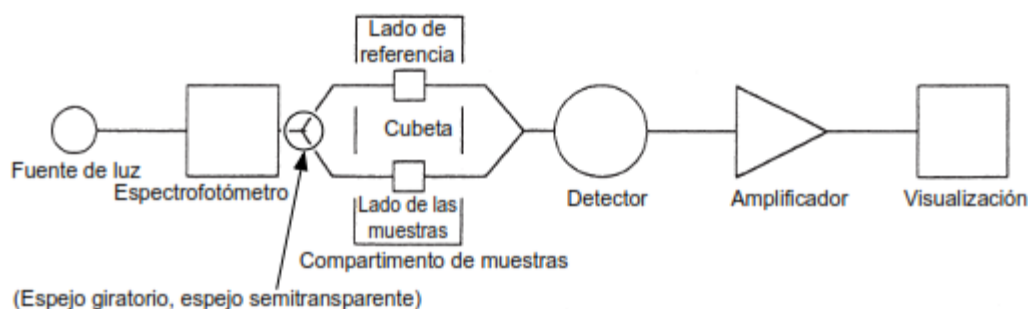 Lado de
referencia
Cubeta
Fuente de luz
Espectrofotómetro
Lado de las
muestras
Detector
Amplificador
Visualización
Compartimento de muestras
(Espejo giratorio, espejo semitransparente)